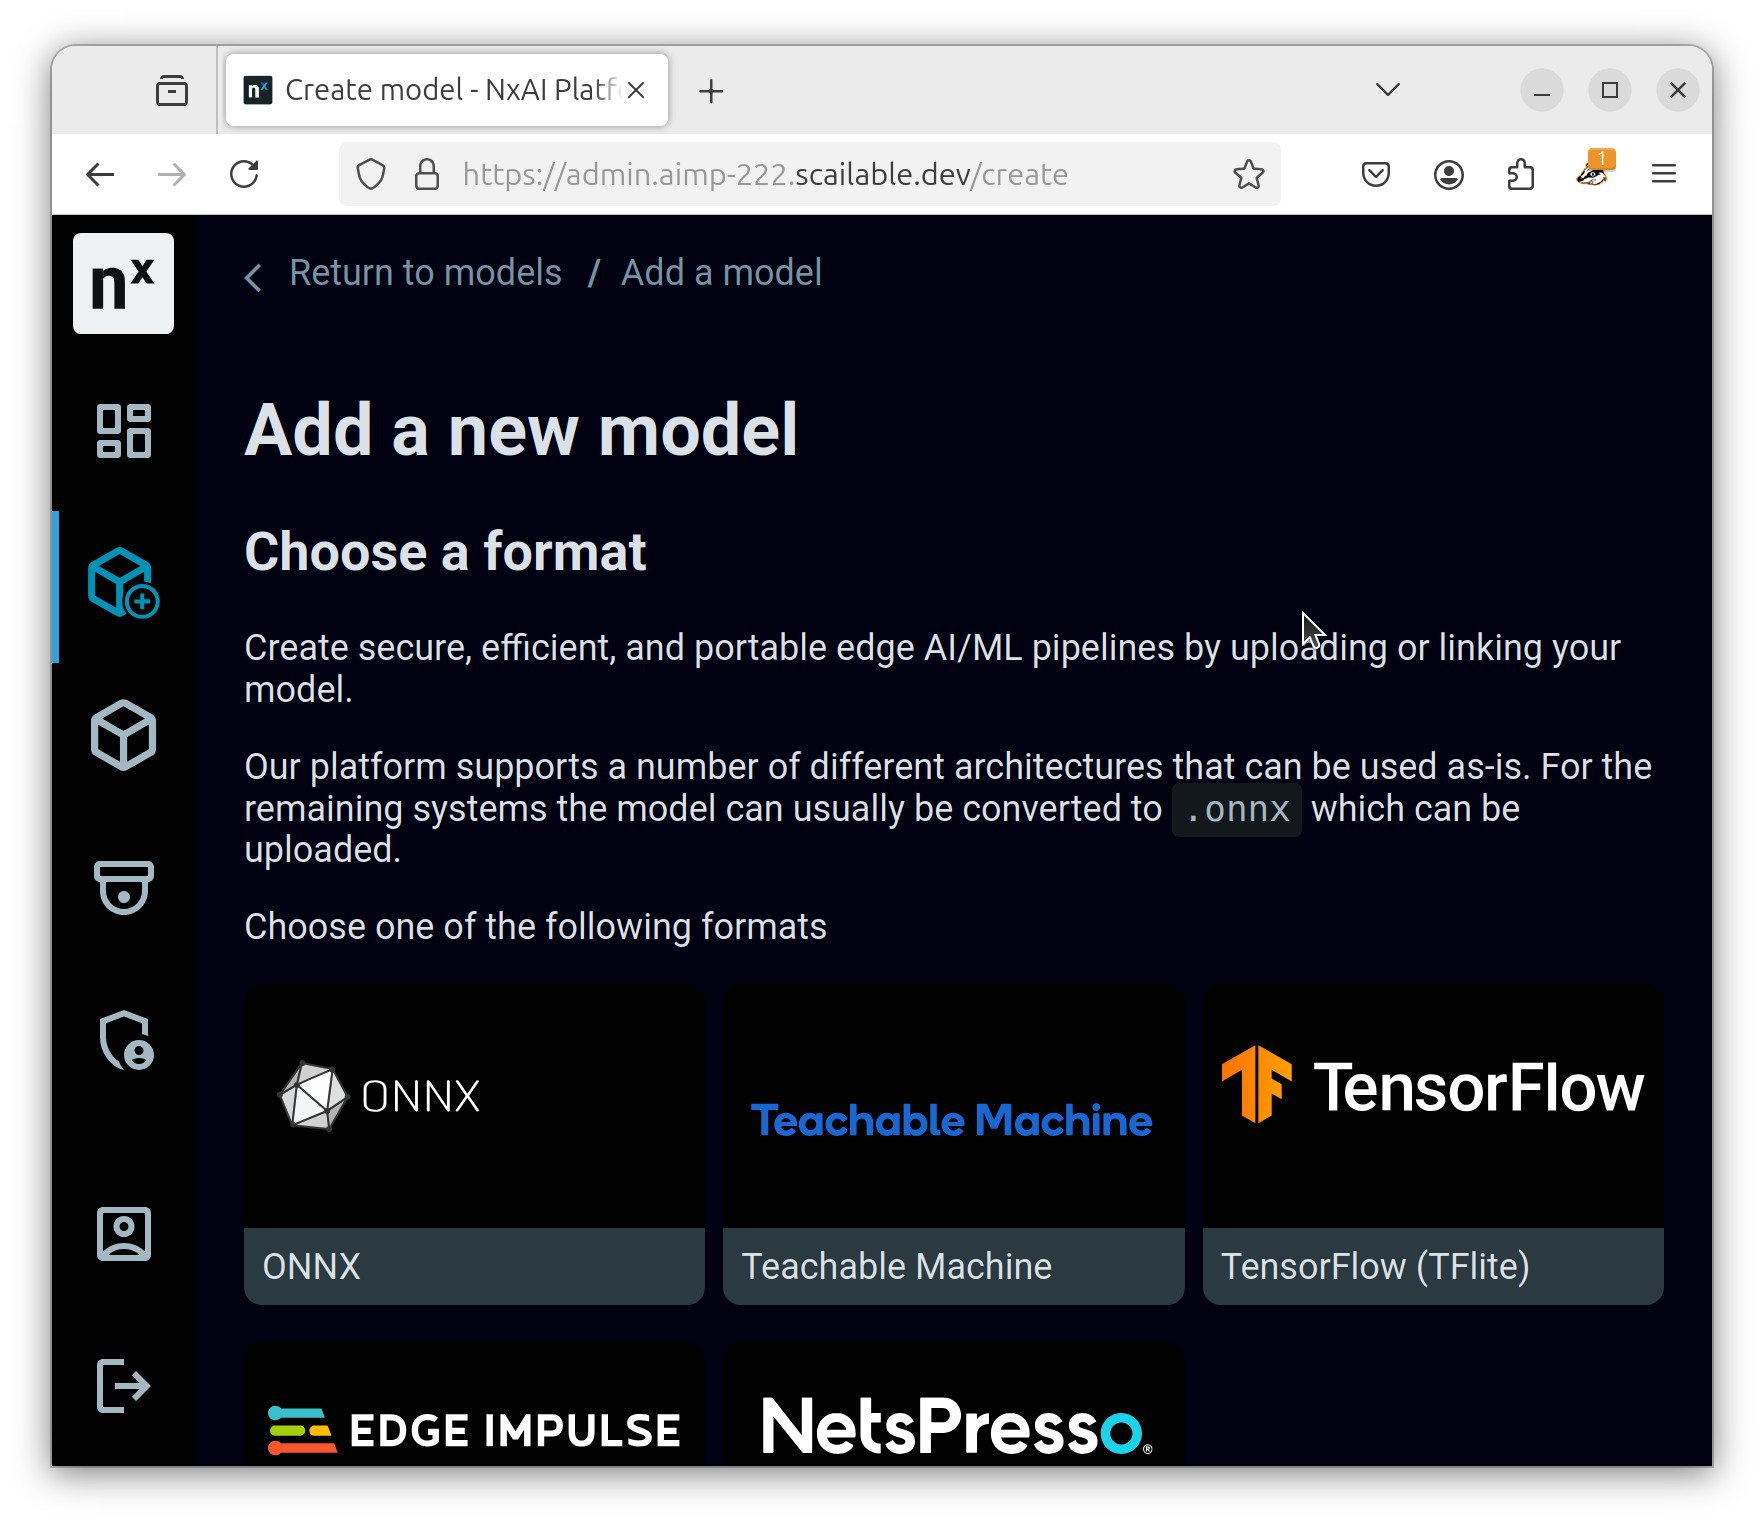 nx Create model - NxAI Platf
https://admin.aimp-222.scailable.dev/create
1
nx
Return to models / Add a model
Add a new model
Choose a format
Create secure, efficient, and portable edge AI/ML pipelines by uploading or linking your
model.
Our platform supports a number of different architectures that can be used as-is. For the
remaining systems the model can usually be converted to .onnx which can be
uploaded.
Choose one of the following formats
ONNX
Teachable Machine
TensorFlow
ONNX
Teachable Machine
TensorFlow (TFlite)
EDGE IMPULSE
NetsPresso®